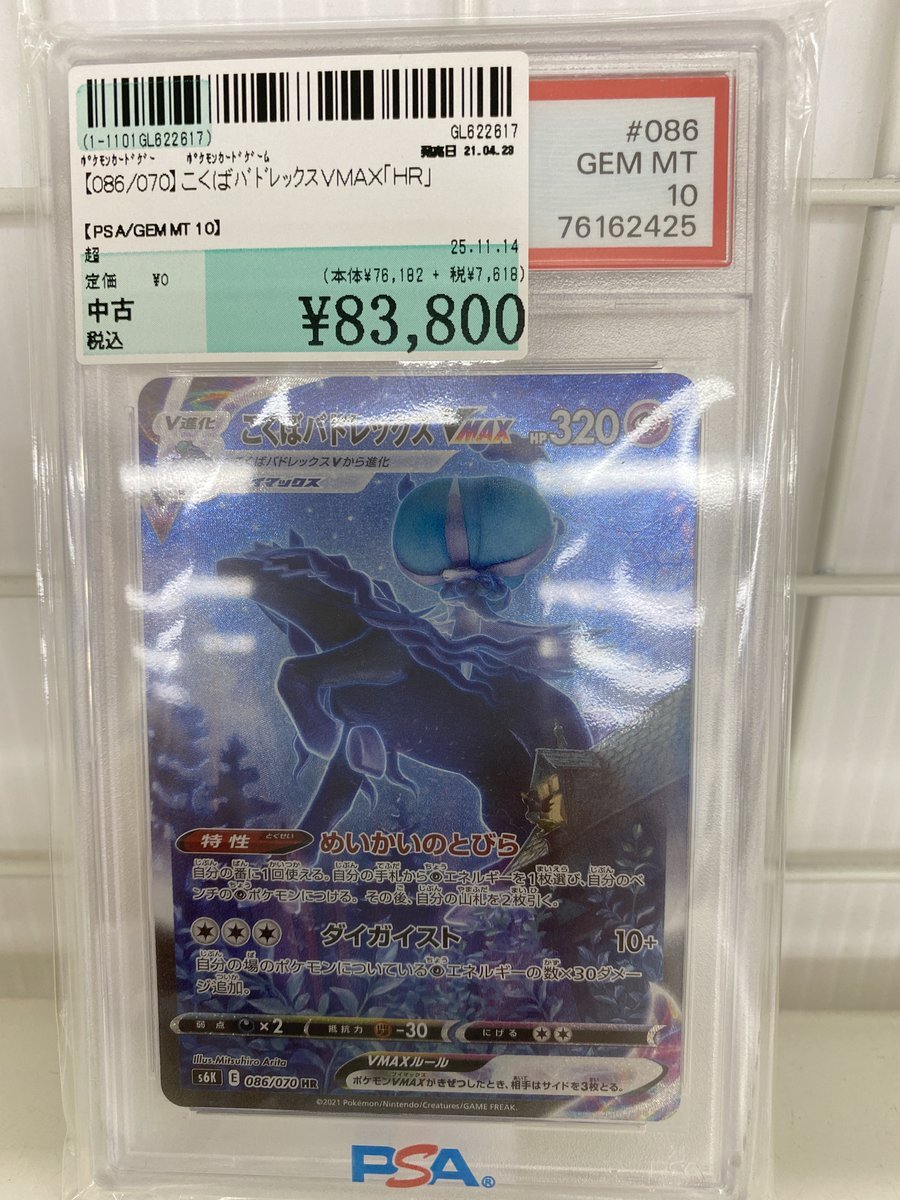 (1-1101GL622617)
GL622617
ﾎﾟｹﾓﾝｶｰﾄﾞｹﾞｰ ﾎﾟｹﾓﾝｶｰﾄﾞｹﾞｰﾑ
発売日 21.04.23
【086/070】こくばﾊﾞﾄﾞﾚｯｸｽVMAX「HR」
【PSA/GEM MT 10】
超
25.11.14
定価 ¥0
(本体¥76,182 + 税¥7,618)
中古
税込
¥83,800
#086
GEM MT
10
76162425
V進化
こくばバドレックス VMAX HP320
こくばバドレックスVから進化
イマックス
特性 とくせい めいかいのとびら
自分の番に1回使える。自分の手札から超エネルギーを1枚選び、自分のベ
ンチの超ポケモンにつける。その後、自分の山札を2枚引く。
ダイガイスト 10+
自分の場のポケモンについている超エネルギーの数×30ダメー
ジ追加。
弱点 ×2 抵抗力 -30 にげる
Illus.Mitsuhiro Arita
VMAXルール
s6K E 086/070 HR
ポケモンVMAXがきぜつしたとき、相手はサイドを3枚とる。
©2021 Pokémon/Nintendo/Creatures/GAME FREAK.
PSA®